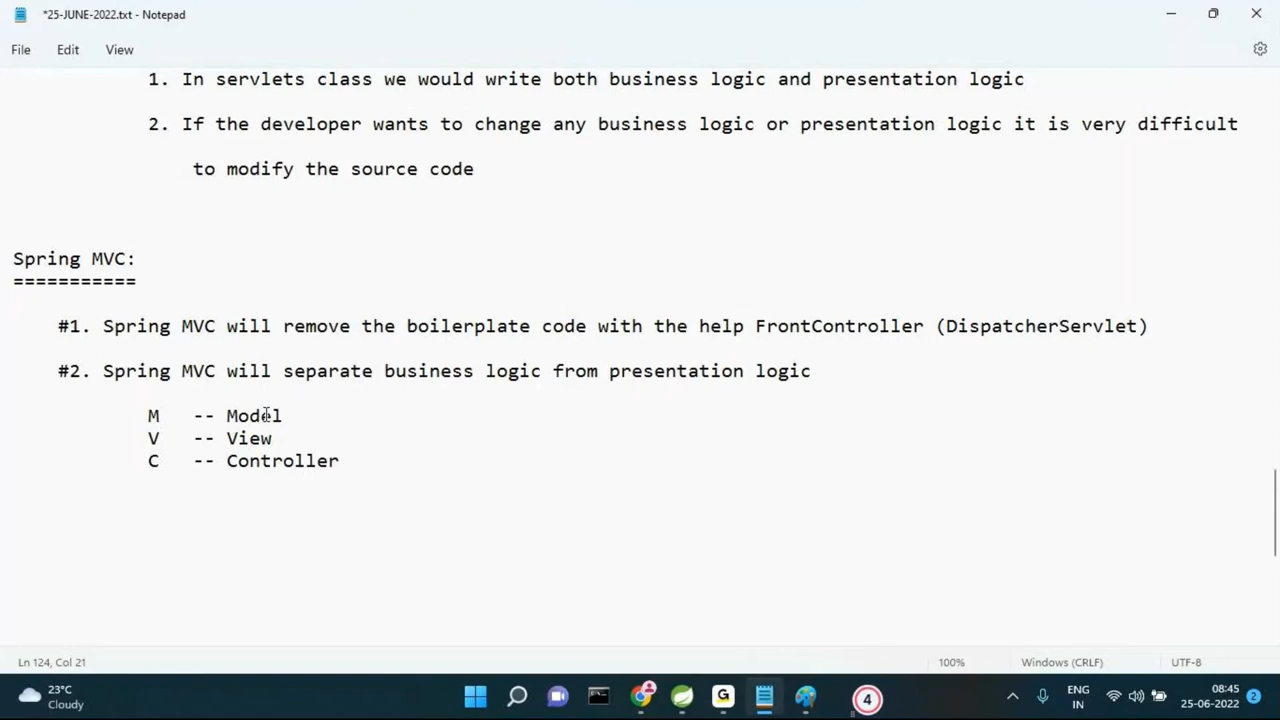 *25-JUNE-2022.txt - Notepad
File Edit View
1. In servlets class we would write both business logic and presentation logic
2. If the developer wants to change any business logic or presentation logic it is very difficult
to modify the source code
Spring MVC:
===========
#1. Spring MVC will remove the boilerplate code with the help FrontController (DispatcherServlet)
#2. Spring MVC will separate business logic from presentation logic
M -- Model
V -- View
C -- Controller
Ln 124, Col 21 100% Windows (CRLF) UTF-8
23°C
Cloudy
G
4
ENG
IN
08:45
25-06-2022
2